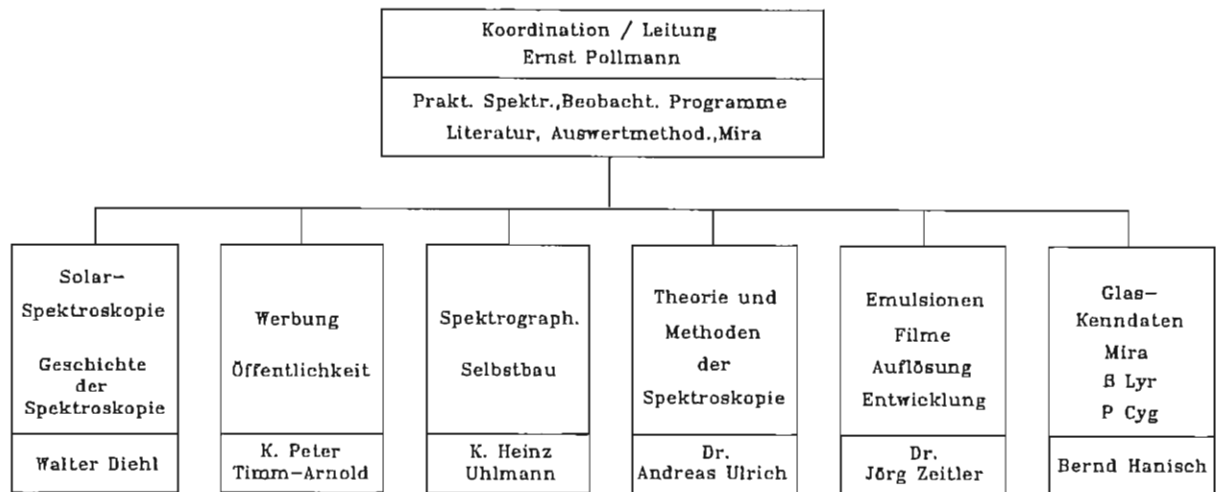 Koordination / Leitung
Ernst Pollmann
Prakt. Spektr.,Beobacht. Programme
Literatur, Auswertmethod.,Mira
Solar-
Spektroskopie
Geschichte
der
Spektroskopie
Walter Diehl
Werbung
Öffentlichkeit
K. Peter
Timm-Arnold
Spektrograph.
Selbstbau
K. Heinz
Uhlmann
Theorie und
Methoden
der
Spektroskopie
Dr.
Andreas Ulrich
Emulsionen
Filme
Auflösung
Entwicklung
Dr.
Jörg Zeitler
Glas-
Kenndaten
Mira
ß Lyr
P Cyg
Bernd Hanisch